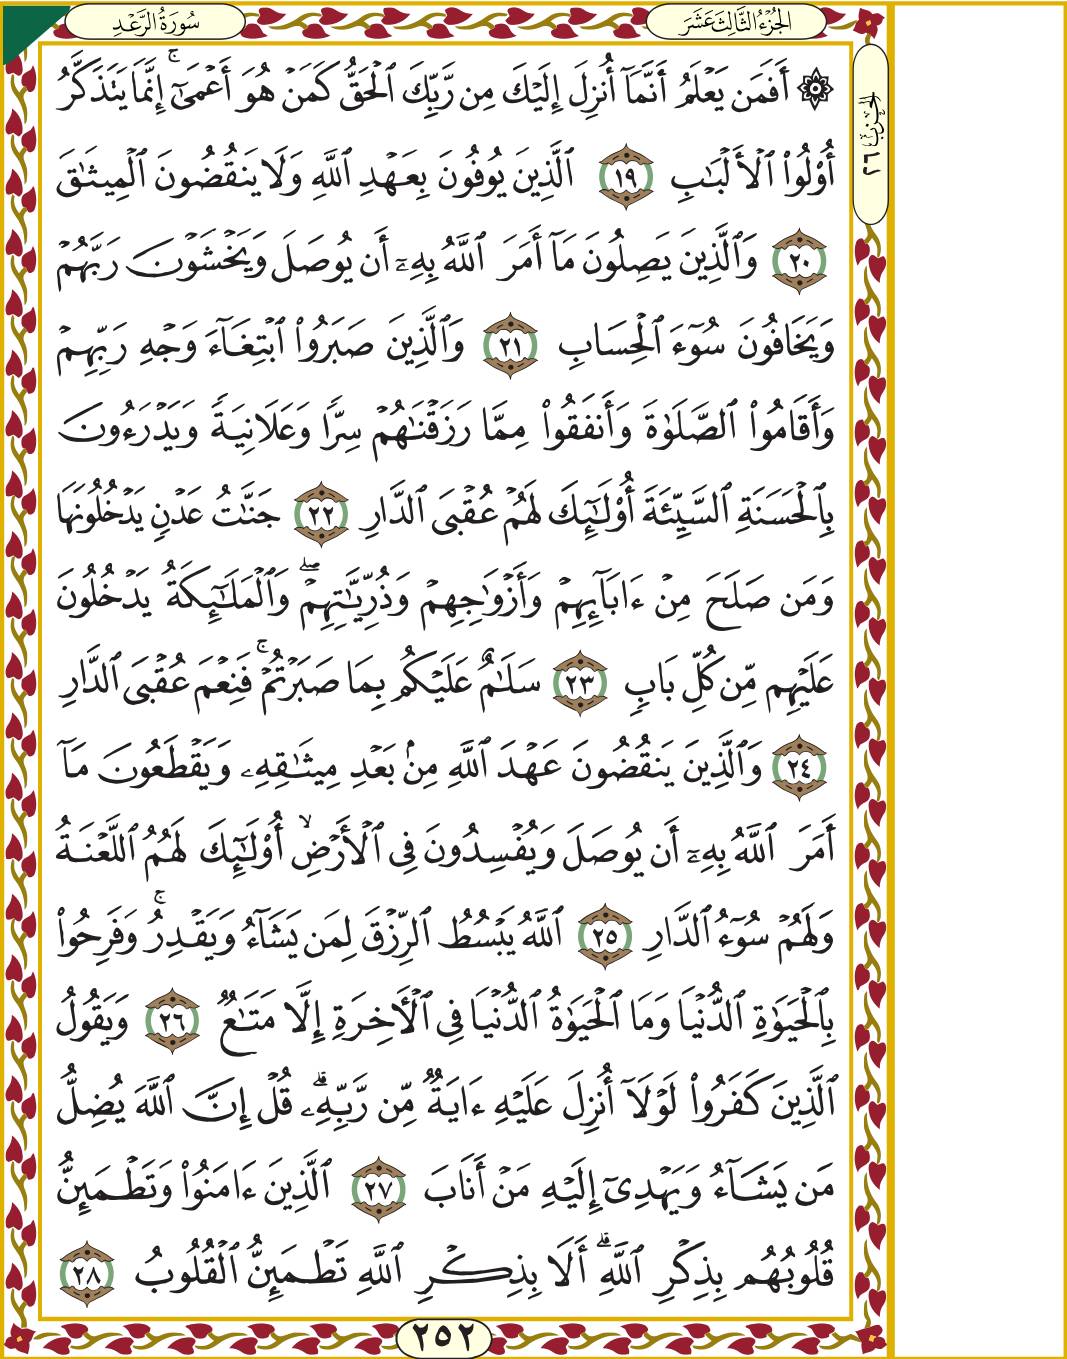 الجُزْءُ الثَّالِثَ عَشَرَ
سُورَةُ الرَّعْدِ
الحِزْبُ ٢٦
۞ أَفَمَن يَعْلَمُ أَنَّمَآ أُنزِلَ إِلَيْكَ مِن رَّبِّكَ ٱلْحَقُّ كَمَنْ هُوَ أَعْمَىٰٓۚ إِنَّمَا يَتَذَكَّرُ
أُو۟لُوا۟ ٱلْأَلْبَٰبِ ١٩ ٱلَّذِينَ يُوفُونَ بِعَهْدِ ٱللَّهِ وَلَا يَنقُضُونَ ٱلْمِيثَٰقَ
٢٠ وَٱلَّذِينَ يَصِلُونَ مَآ أَمَرَ ٱللَّهُ بِهِۦٓ أَن يُوصَلَ وَيَخْشَوْنَ رَبَّهُمْ
وَيَخَافُونَ سُوٓءَ ٱلْحِسَابِ ٢١ وَٱلَّذِينَ صَبَرُوا۟ ٱبْتِغَآءَ وَجْهِ رَبِّهِمْ
وَأَقَامُوا۟ ٱلصَّلَوٰةَ وَأَنفَقُوا۟ مِمَّا رَزَقْنَٰهُمْ سِرًّا وَعَلَانِيَةً وَيَدْرَءُونَ
بِٱلْحَسَنَةِ ٱلسَّيِّئَةَ أُو۟لَٰٓئِكَ لَهُمْ عُقْبَى ٱلدَّارِ ٢٢ جَنَّٰتُ عَدْنٍ يَدْخُلُونَهَا
وَمَن صَلَحَ مِنْ ءَابَآئِهِمْ وَأَزْوَٰجِهِمْ وَذُرِّيَّٰتِهِمْۖ وَٱلْمَلَٰٓئِكَةُ يَدْخُلُونَ
عَلَيْهِم مِّن كُلِّ بَابٍ ٢٣ سَلَٰمٌ عَلَيْكُم بِمَا صَبَرْتُمْۚ فَنِعْمَ عُقْبَى ٱلدَّارِ
٢٤ وَٱلَّذِينَ يَنقُضُونَ عَهْدَ ٱللَّهِ مِنۢ بَعْدِ مِيثَٰقِهِۦ وَيَقْطَعُونَ مَآ
أَمَرَ ٱللَّهُ بِهِۦٓ أَن يُوصَلَ وَيُفْسِدُونَ فِى ٱلْأَرْضِۙ أُو۟لَٰٓئِكَ لَهُمُ ٱللَّعْنَةُ
وَلَهُمْ سُوٓءُ ٱلدَّارِ ٢٥ ٱللَّهُ يَبْسُطُ ٱلرِّزْقَ لِمَن يَشَآءُ وَيَقْدِرُۚ وَفَرِحُوا۟
بِٱلْحَيَوٰةِ ٱلدُّنْيَا وَمَا ٱلْحَيَوٰةُ ٱلدُّنْيَا فِى ٱلْأَخِرَةِ إِلَّا مَتَٰعٌ ٢٦ وَيَقُولُ
ٱلَّذِينَ كَفَرُوا۟ لَوْلَآ أُنزِلَ عَلَيْهِ ءَايَةٌ مِّن رَّبِّهِۦۗ قُلْ إِنَّ ٱللَّهَ يُضِلُّ
مَن يَشَآءُ وَيَهْدِىٓ إِلَيْهِ مَنْ أَنَابَ ٢٧ ٱلَّذِينَ ءَامَنُوا۟ وَتَطْمَئِنُّ
قُلُوبُهُم بِذِكْرِ ٱللَّهِۗ أَلَا بِذِكْرِ ٱللَّهِ تَطْمَئِنُّ ٱلْقُلُوبُ ٢٨
٢٥٢